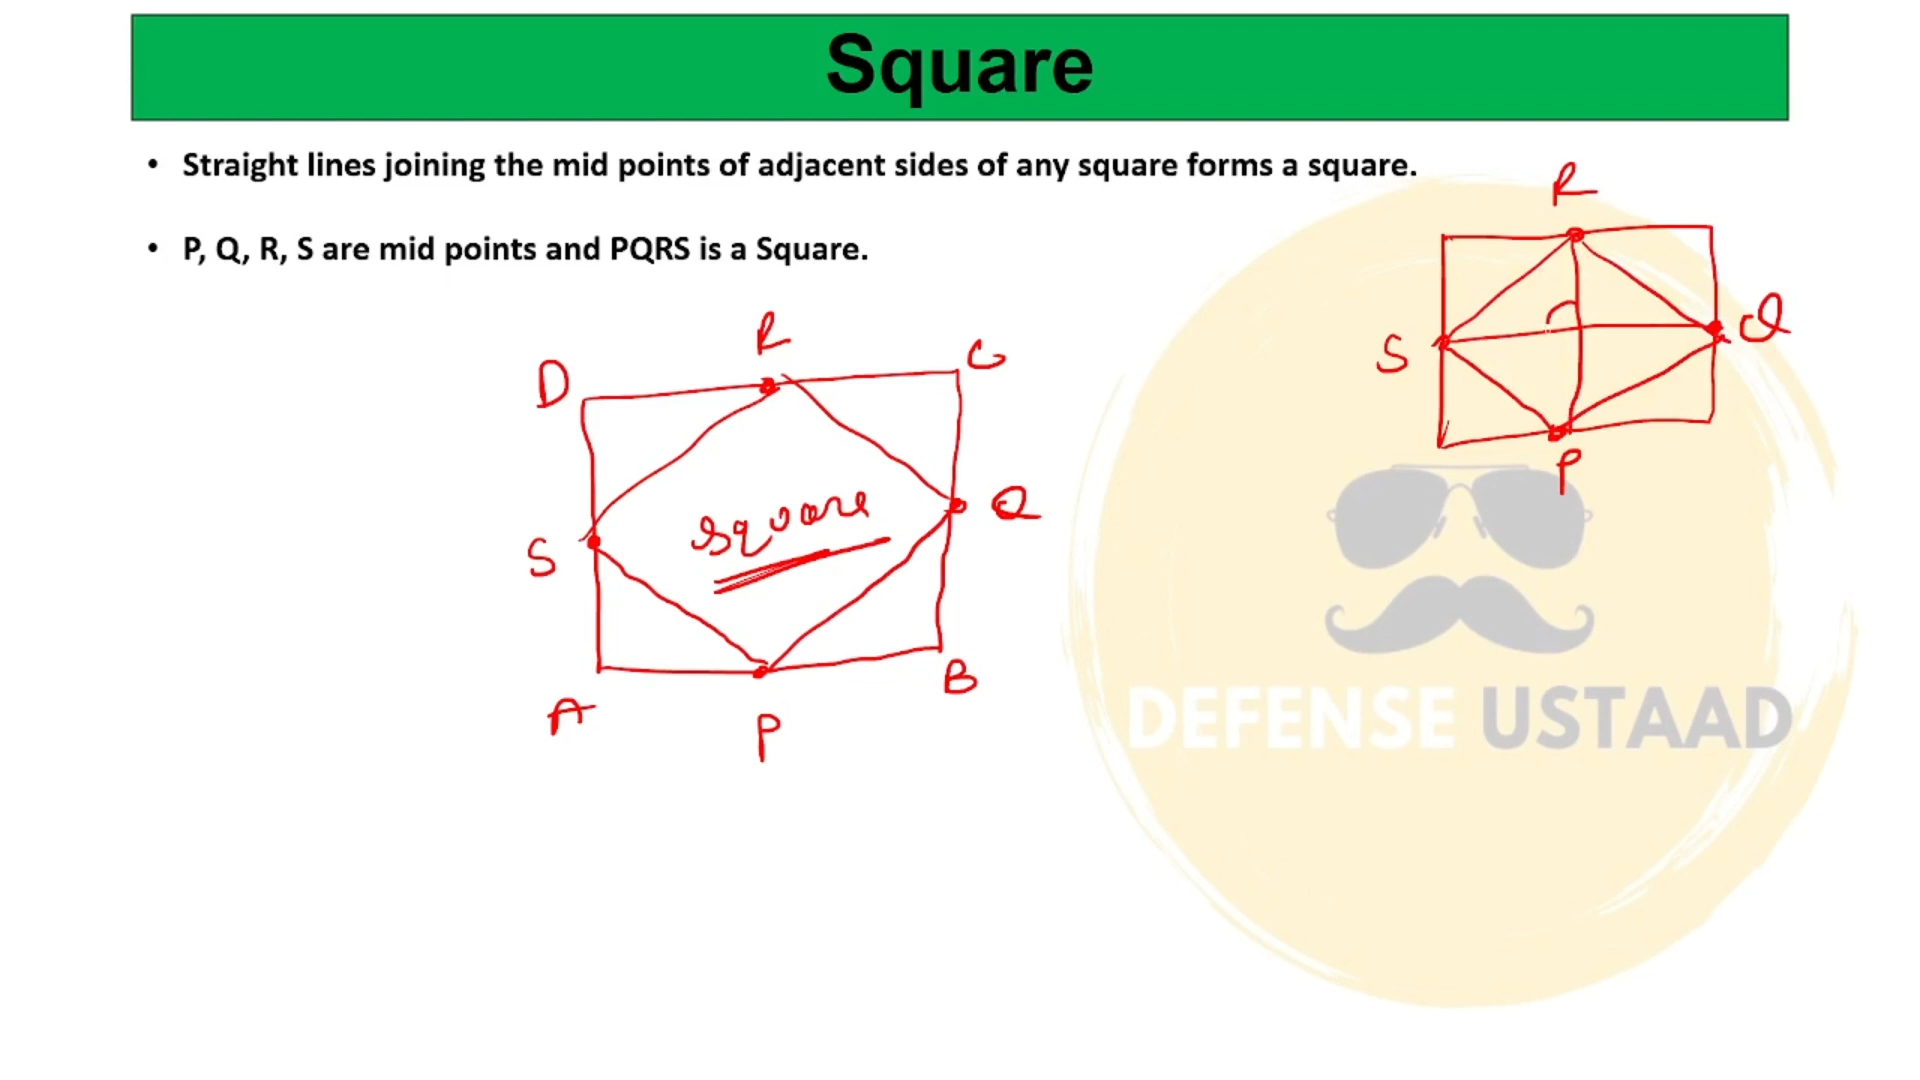 Square
• Straight lines joining the mid points of adjacent sides of any square forms a square.
• P, Q, R, S are mid points and PQRS is a Square.
R
S
Q
P
R
D
C
square
S
Q
A
B
P
DEFENSE USTAAD